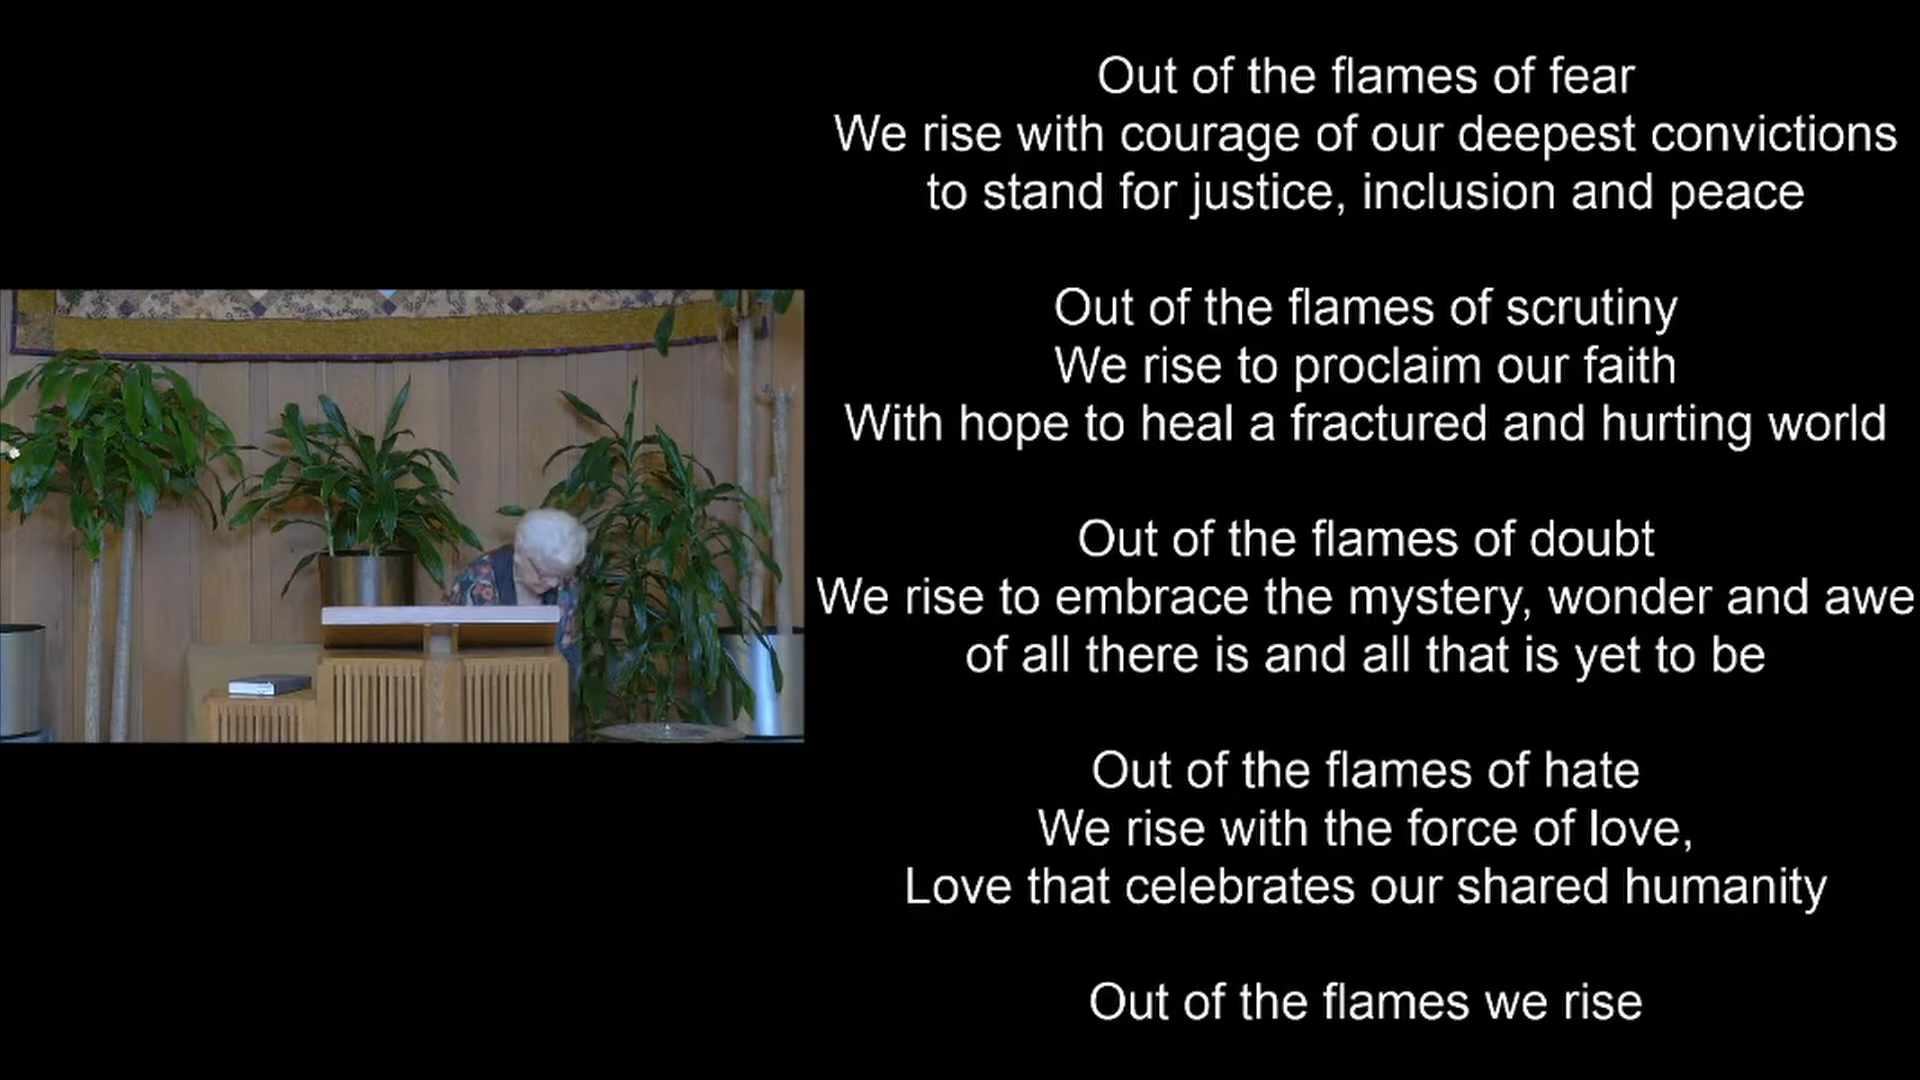 Out of the flames of fear
We rise with courage of our deepest convictions
to stand for justice, inclusion and peace
Out of the flames of scrutiny
We rise to proclaim our faith
With hope to heal a fractured and hurting world
Out of the flames of doubt
We rise to embrace the mystery, wonder and awe
of all there is and all that is yet to be
Out of the flames of hate
We rise with the force of love,
Love that celebrates our shared humanity
Out of the flames we rise